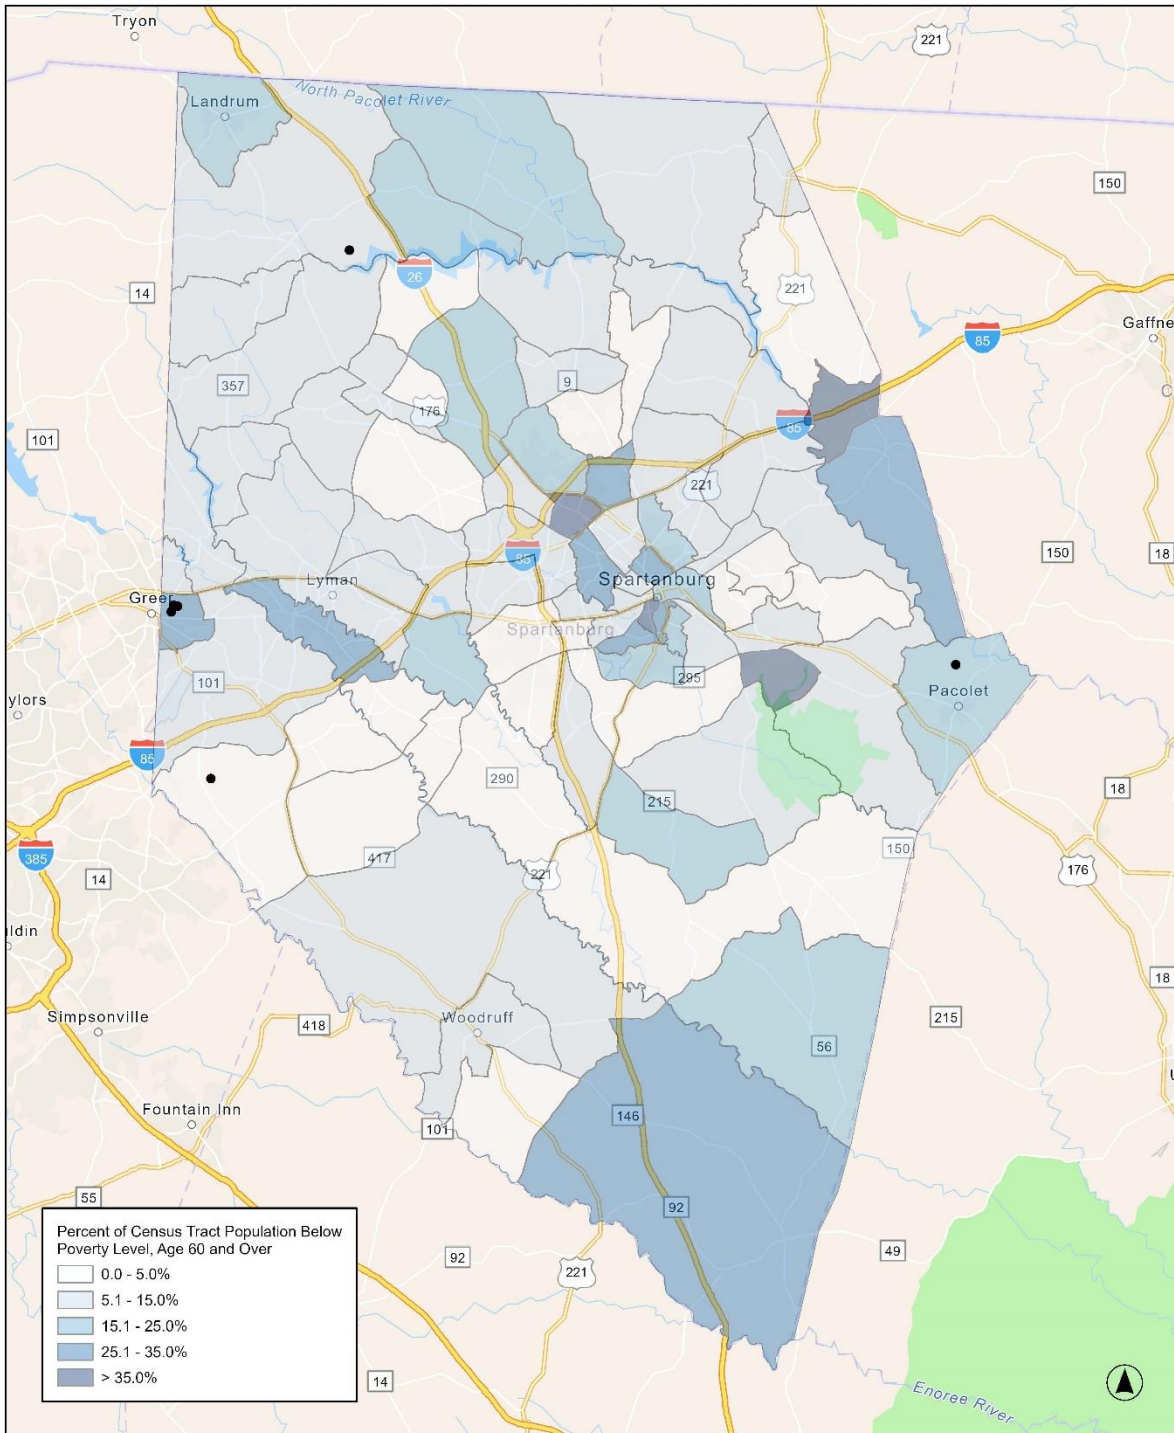 Tryon
221
Landrum
North Pacolet River
150
26
14
221
85
Gaffne
357
9
176
101
85
221
85
18
150
Lyman
Spartanburg
Greer
Spartanburg
295
101
Pacolet
ylors
85
290
215
18
417
150
385
221
176
14
uldin
18
Woodruff
Simpsonville
418
215
56
Fountain Inn
146
101
55
92
Percent of Census Tract Population Below
Poverty Level, Age 60 and Over
0.0 - 5.0%
5.1 - 15.0%
15.1 - 25.0%
25.1 - 35.0%
> 35.0%
92
49
221
14
Enoree River